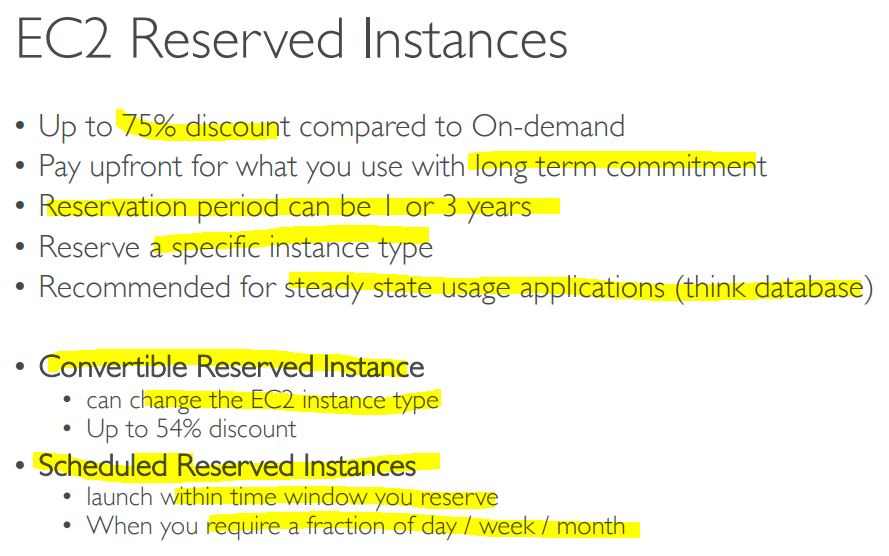 EC2 Reserved Instances
• Up to 75% discount compared to On-demand
• Pay upfront for what you use with long term commitment
• Reservation period can be 1 or 3 years
• Reserve a specific instance type
• Recommended for steady state usage applications (think database)
• Convertible Reserved Instance
• can change the EC2 instance type
• Up to 54% discount
• Scheduled Reserved Instances
• launch within time window you reserve
• When you require a fraction of day / week / month